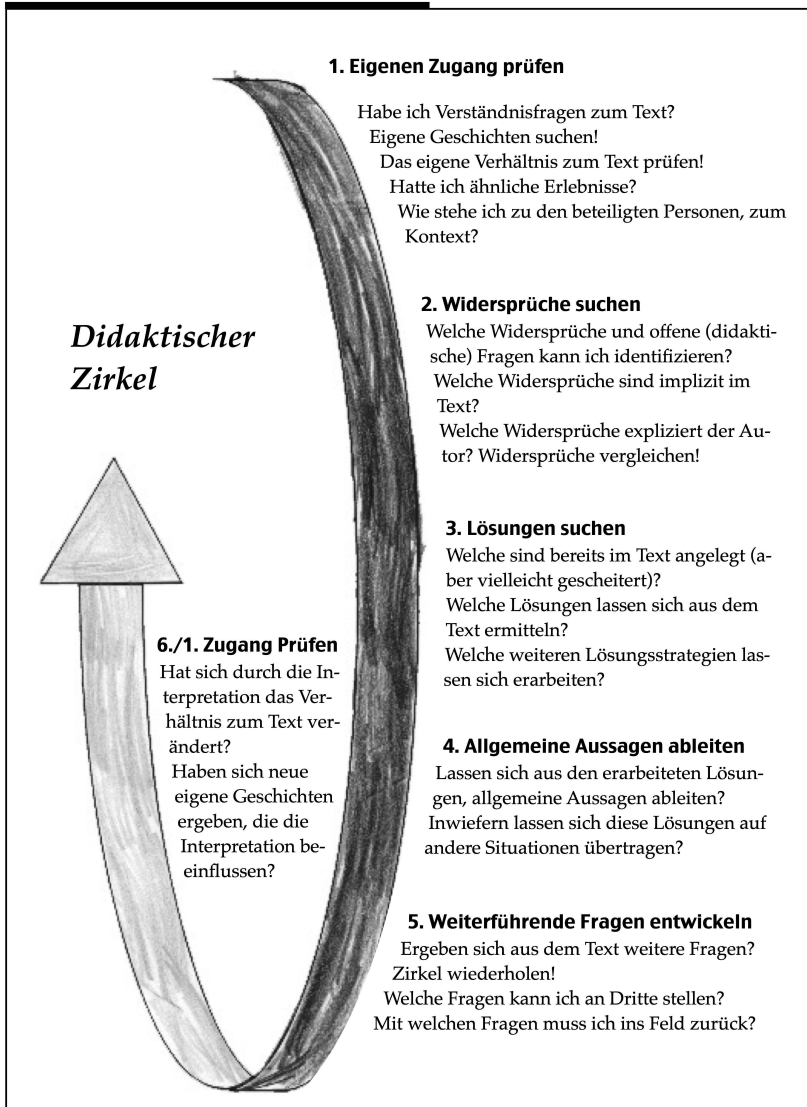 1. Eigenen Zugang prüfen
Habe ich Verständnisfragen zum Text?
Eigene Geschichten suchen!
Das eigene Verhältnis zum Text prüfen!
Hatte ich ähnliche Erlebnisse?
Wie stehe ich zu den beteiligten Personen, zum
Kontext?
Didaktischer
Zirkel
2. Widersprüche suchen
Welche Widersprüche und offene (didakti-
sche) Fragen kann ich identifizieren?
Welche Widersprüche sind implizit im
Text?
Welche Widersprüche expliziert der Au-
tor? Widersprüche vergleichen!
3. Lösungen suchen
Welche sind bereits im Text angelegt (a-
ber vielleicht gescheitert)?
Welche Lösungen lassen sich aus dem
Text ermitteln?
Welche weiteren Lösungsstrategien las-
sen sich erarbeiten?
4. Allgemeine Aussagen ableiten
Lassen sich aus den erarbeiteten Lösun-
gen, allgemeine Aussagen ableiten?
Inwiefern lassen sich diese Lösungen auf
andere Situationen übertragen?
5. Weiterführende Fragen entwickeln
Ergeben sich aus dem Text weitere Fragen?
Zirkel wiederholen!
Welche Fragen kann ich an Dritte stellen?
Mit welchen Fragen muss ich ins Feld zurück?
6./1. Zugang Prüfen
Hat sich durch die In-
terpretation das Ver-
hältnis zum Text ver-
ändert?
Haben sich neue
eigene Geschichten
ergeben, die die
Interpretation be-
einflussen?